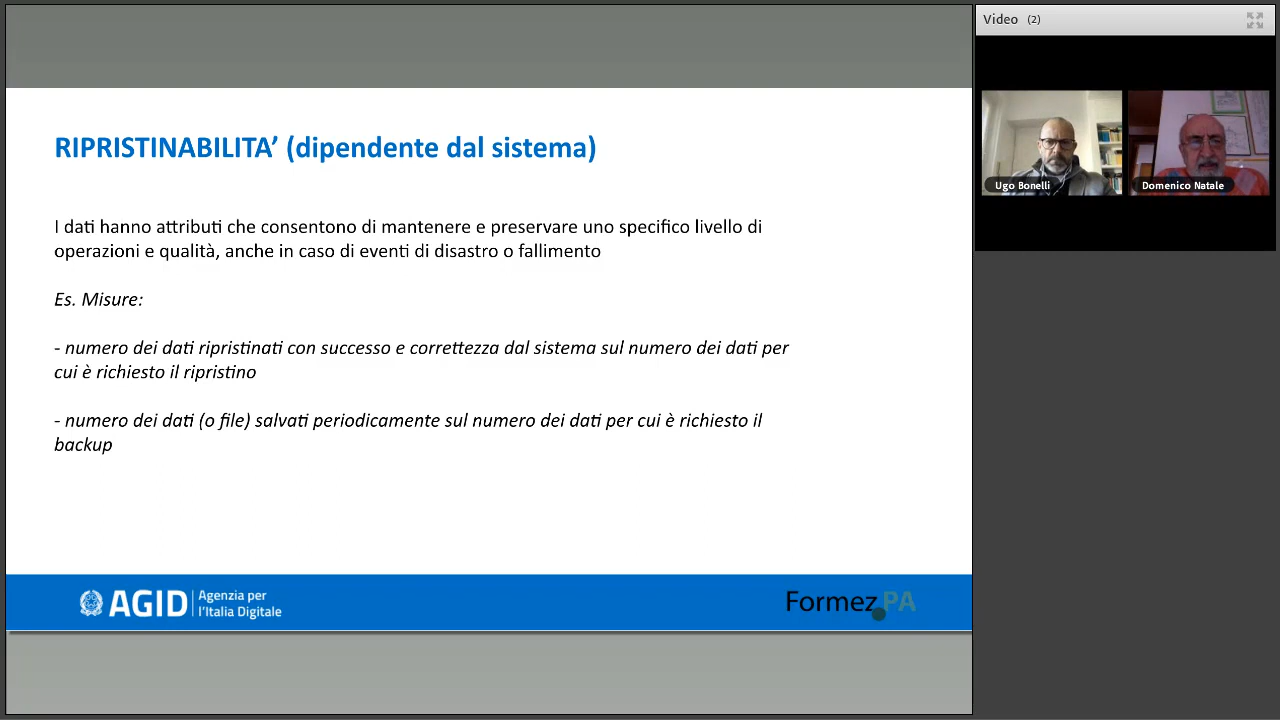 Video (2)
Ugo Bonelli
Domenico Natale
RIPRISTINABILITA’ (dipendente dal sistema)
I dati hanno attributi che consentono di mantenere e preservare uno specifico livello di
operazioni e qualità, anche in caso di eventi di disastro o fallimento
Es. Misure:
- numero dei dati ripristinati con successo e correttezza dal sistema sul numero dei dati per
cui è richiesto il ripristino
- numero dei dati (o file) salvati periodicamente sul numero dei dati per cui è richiesto il
backup
AGID
Agenzia per
l’Italia Digitale
Formez.PA